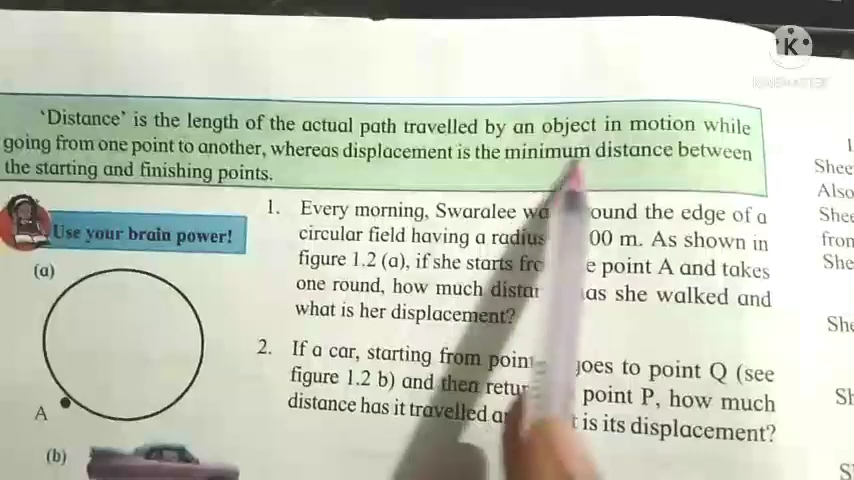 K
KINEMASTER
'Distance' is the length of the actual path travelled by an object in motion while
going from one point to another, whereas displacement is the minimum distance between
the starting and finishing points.
Use your brain power!
1. Every morning, Swaralee wa ound the edge of a
circular field having a radius 00 m. As shown in
figure 1.2 (a), if she starts fro e point A and takes
one round, how much distan as she walked and
what is her displacement?
2. If a car, starting from point goes to point Q (see
figure 1.2 b) and then retur point P, how much
distance has it travelled a t is its displacement?
(a)
A
(b)
1
Shee
Also
Shee
from
She
She
Sh
S